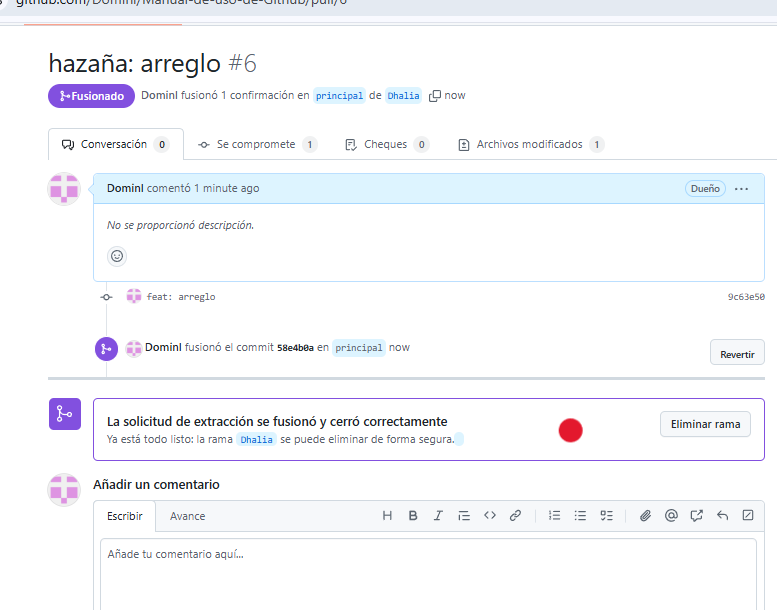 github.com/Domini/Manual-de-uso-de-Github/pull/6
hazaña: arreglo #6
Fusionado
Dominl fusionó 1 confirmación en principal de Dhalia now
Conversación 0
Se compromete 1
Cheques 0
Archivos modificados 1
Dominl comentó 1 minute ago
Dueño
No se proporcionó descripción.
feat: arreglo
9c63e50
Dominl fusionó el commit 58e4b0a en principal now
Revertir
La solicitud de extracción se fusionó y cerró correctamente
Ya está todo listo: la rama Dhalia se puede eliminar de forma segura.
Eliminar rama
Añadir un comentario
Escribir
Avance
Añade tu comentario aquí...